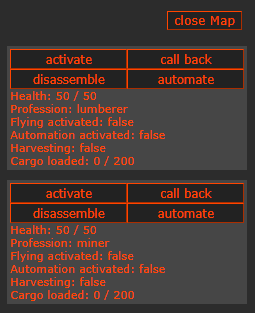 close Map
activate call back
disassemble automate
Health: 50 / 50
Profession: lumberer
Flying activated: false
Automation activated: false
Harvesting: false
Cargo loaded: 0 / 200
activate call back
disassemble automate
Health: 50 / 50
Profession: miner
Flying activated: false
Automation activated: false
Harvesting: false
Cargo loaded: 0 / 200